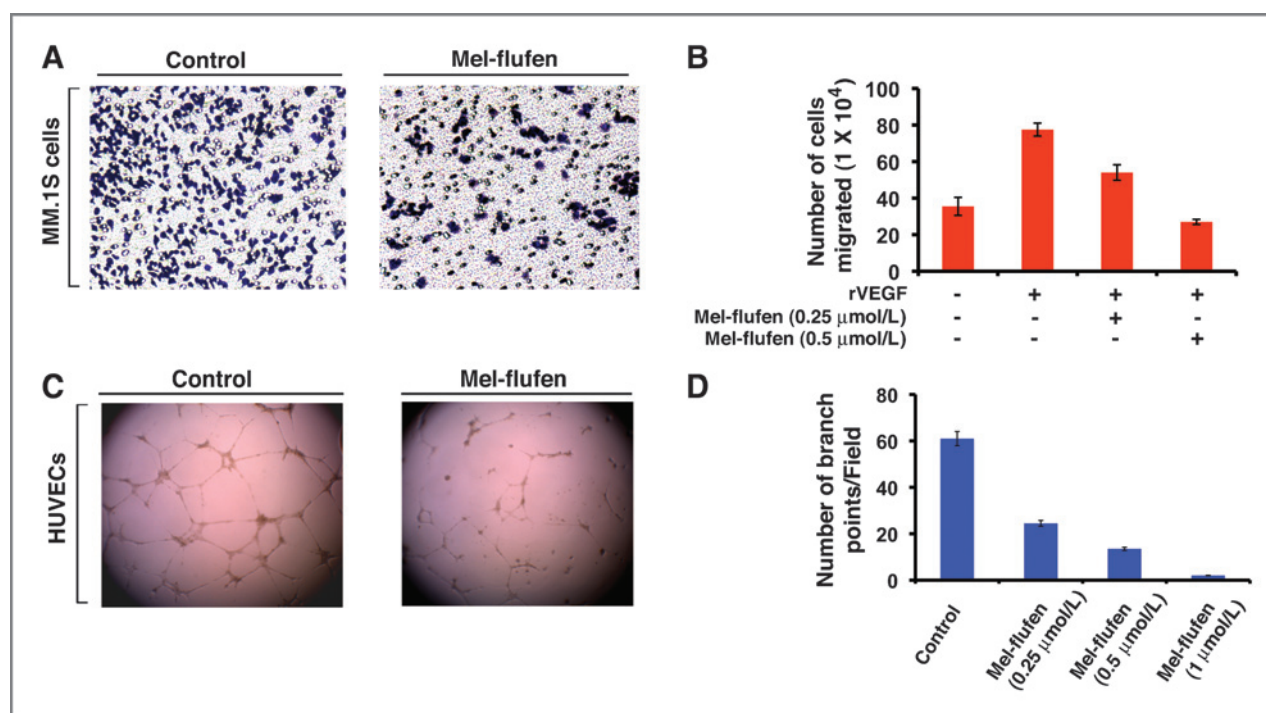 A
Control
Mel-flufen
MM.1S cells
B
Number of cells
migrated (1 X 10⁴)
100
80
60
40
20
0
rVEGF - + + +
Mel-flufen (0.25 μmol/L) - - + -
Mel-flufen (0.5 μmol/L) - - - +
C
Control
Mel-flufen
HUVECs
D
Number of branch
points/Field
80
60
40
20
0
Control
Mel-flufen
(0.25 μmol/L)
Mel-flufen
(0.5 μmol/L)
Mel-flufen
(1 μmol/L)